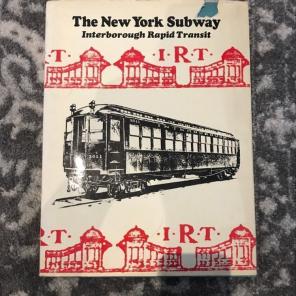 The New York Subway
Interborough Rapid Transit
R·T· ·I·R·T·
·R·T· ·I·R·T·